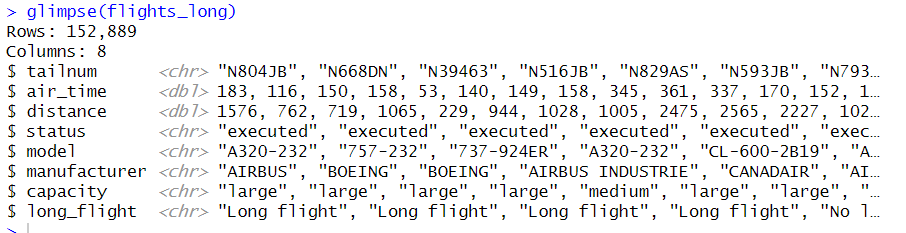 > glimpse(flights_long)
Rows: 152,889
Columns: 8
$ tailnum      <chr> "N804JB", "N668DN", "N39463", "N516JB", "N829AS", "N593JB", "N793…
$ air_time     <dbl> 183, 116, 150, 158, 53, 140, 149, 158, 345, 361, 337, 170, 152, 1…
$ distance     <dbl> 1576, 762, 719, 1065, 229, 944, 1028, 1005, 2475, 2565, 2227, 102…
$ status       <chr> "executed", "executed", "executed", "executed", "executed", "exec…
$ model        <chr> "A320-232", "757-232", "737-924ER", "A320-232", "CL-600-2B19", "A…
$ manufacturer <chr> "AIRBUS", "BOEING", "BOEING", "AIRBUS INDUSTRIE", "CANADAIR", "AI…
$ capacity     <chr> "large", "large", "large", "large", "medium", "large", "large", "…
$ long_flight  <chr> "Long flight", "Long flight", "Long flight", "Long flight", "No l…
>